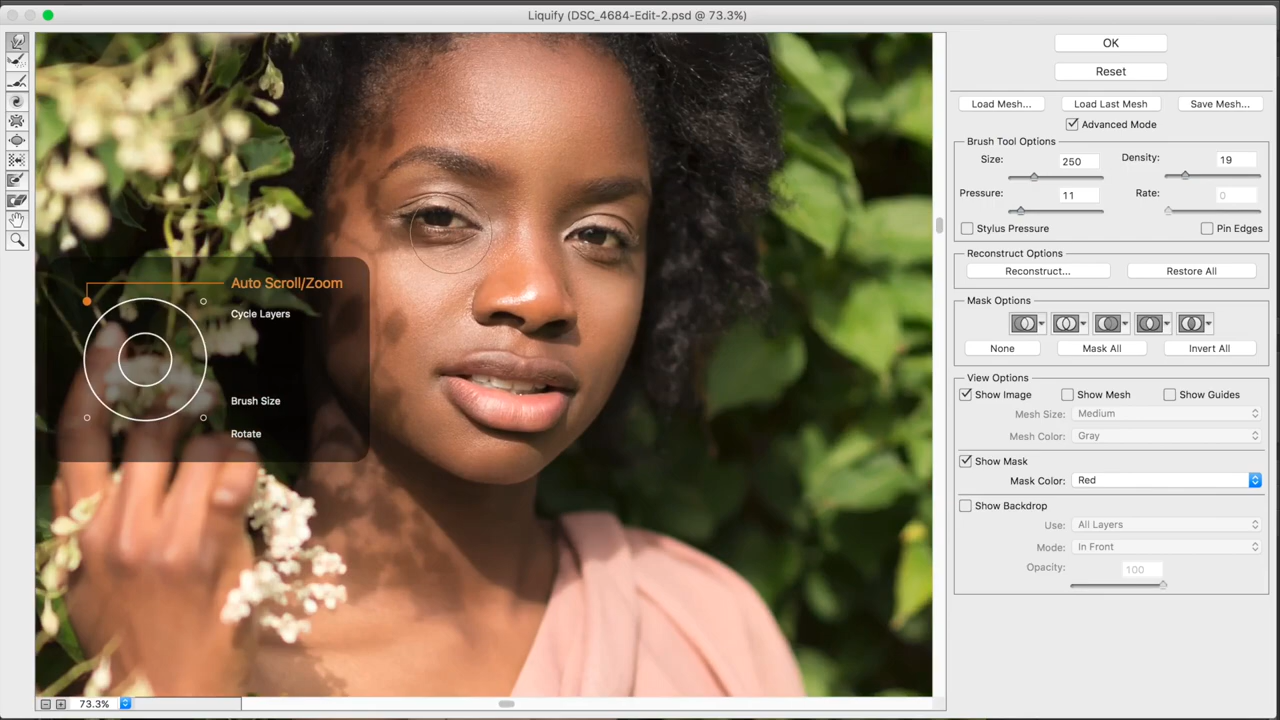 Liquify (DSC_4684-Edit-2.psd @ 73.3%)
OK
Reset
Load Mesh... Load Last Mesh Save Mesh...
Advanced Mode
Brush Tool Options
Size: 250 Density: 19
Pressure: 11 Rate: 0
Stylus Pressure Pin Edges
Reconstruct Options
Reconstruct... Restore All
Mask Options
None Mask All Invert All
View Options
Show Image Show Mesh Show Guides
Mesh Size: Medium
Mesh Color: Gray
Show Mask
Mask Color: Red
Show Backdrop
Use: All Layers
Mode: In Front
Opacity: 100
Auto Scroll/Zoom
Cycle Layers
Brush Size
Rotate
73.3%